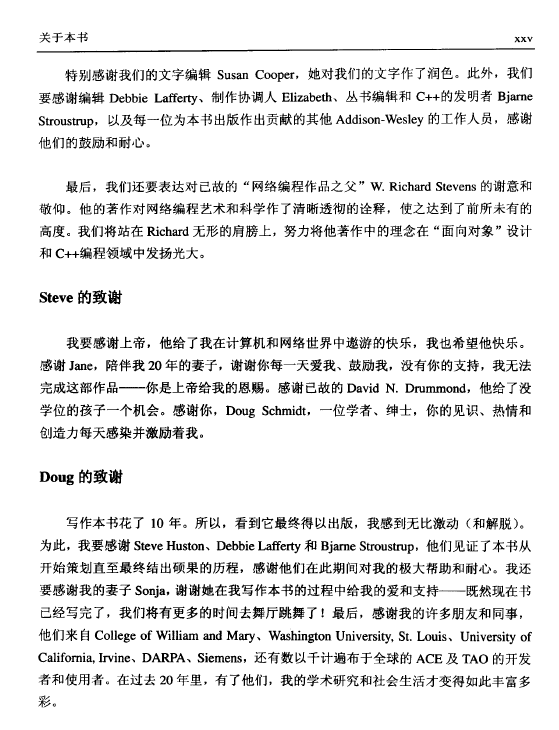 关于本书 xxv
特别感谢我们的文字编辑 Susan Cooper，她对我们的文字作了润色。此外，我们
要感谢编辑 Debbie Lafferty、制作协调人 Elizabeth、丛书编辑和 C++的发明者 Bjarne
Stroustrup，以及每一位为本书出版作出贡献的其他 Addison-Wesley 的工作人员，感谢
他们的鼓励和耐心。
最后，我们还要表达对已故的“网络编程作品之父”W. Richard Stevens 的谢意和
敬仰。他的著作对网络编程艺术和科学作了清晰透彻的诠释，使之达到了前所未有的
高度。我们将站在 Richard 无形的肩膀上，努力将他著作中的理念在“面向对象”设计
和 C++编程领域中发扬光大。
Steve 的致谢
我要感谢上帝，他给了我在计算机和网络世界中遨游的快乐，我也希望他快乐。
感谢 Jane，陪伴我 20 年的妻子，谢谢你每一天爱我、鼓励我，没有你的支持，我无法
完成这部作品——你是上帝给我的恩赐。感谢已故的 David N. Drummond，他给了没
学位的孩子一个机会。感谢你，Doug Schmidt，一位学者、绅士，你的见识、热情和
创造力每天感染并激励着我。
Doug 的致谢
写作本书花了 10 年。所以，看到它最终得以出版，我感到无比激动（和解脱）。
为此，我要感谢 Steve Huston、Debbie Lafferty 和 Bjarne Stroustrup，他们见证了本书从
开始策划直至最终结出硕果的历程，感谢他们在此期间对我的极大帮助和耐心。我还
要感谢我的妻子 Sonja，谢谢她在我写作本书的过程中给我的爱和支持——既然现在书
已经写完了，我们将有更多的时间去舞厅跳舞了！最后，感谢我的许多朋友和同事，
他们来自 College of William and Mary、Washington University, St. Louis、University of
California, Irvine、DARPA、Siemens，还有数以千计遍布于全球的 ACE 及 TAO 的开发
者和使用者。在过去 20 年里，有了他们，我的学术研究和社会生活才变得如此丰富多
彩。